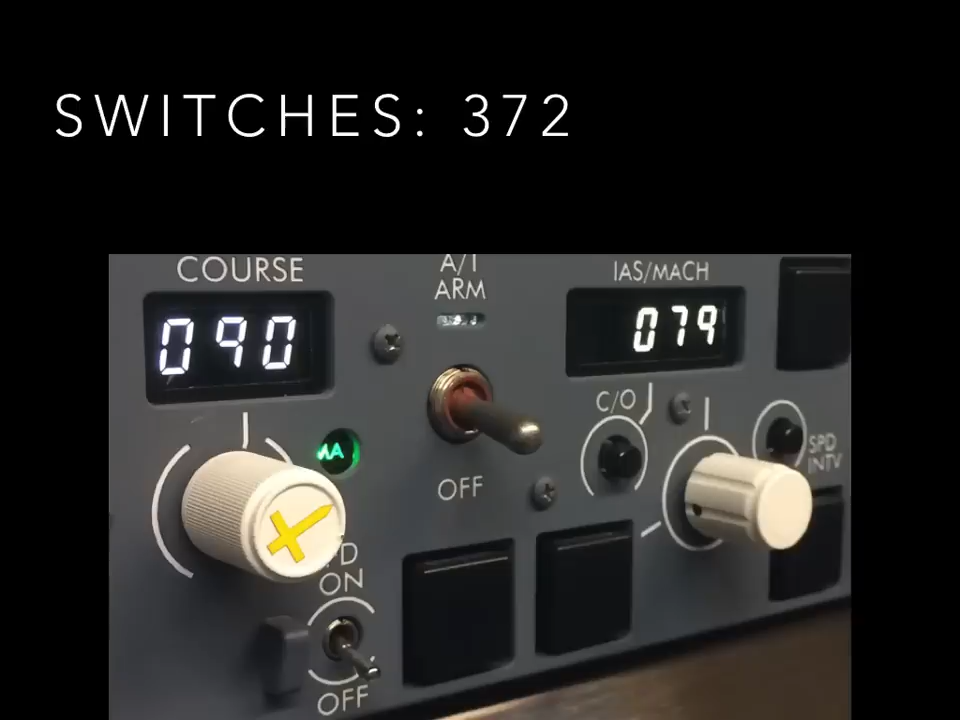 SWITCHES: 372
COURSE
A/T
ARM
IAS/MACH
090
079
C/O
MA
SPD
INTV
OFF
ON
OFF